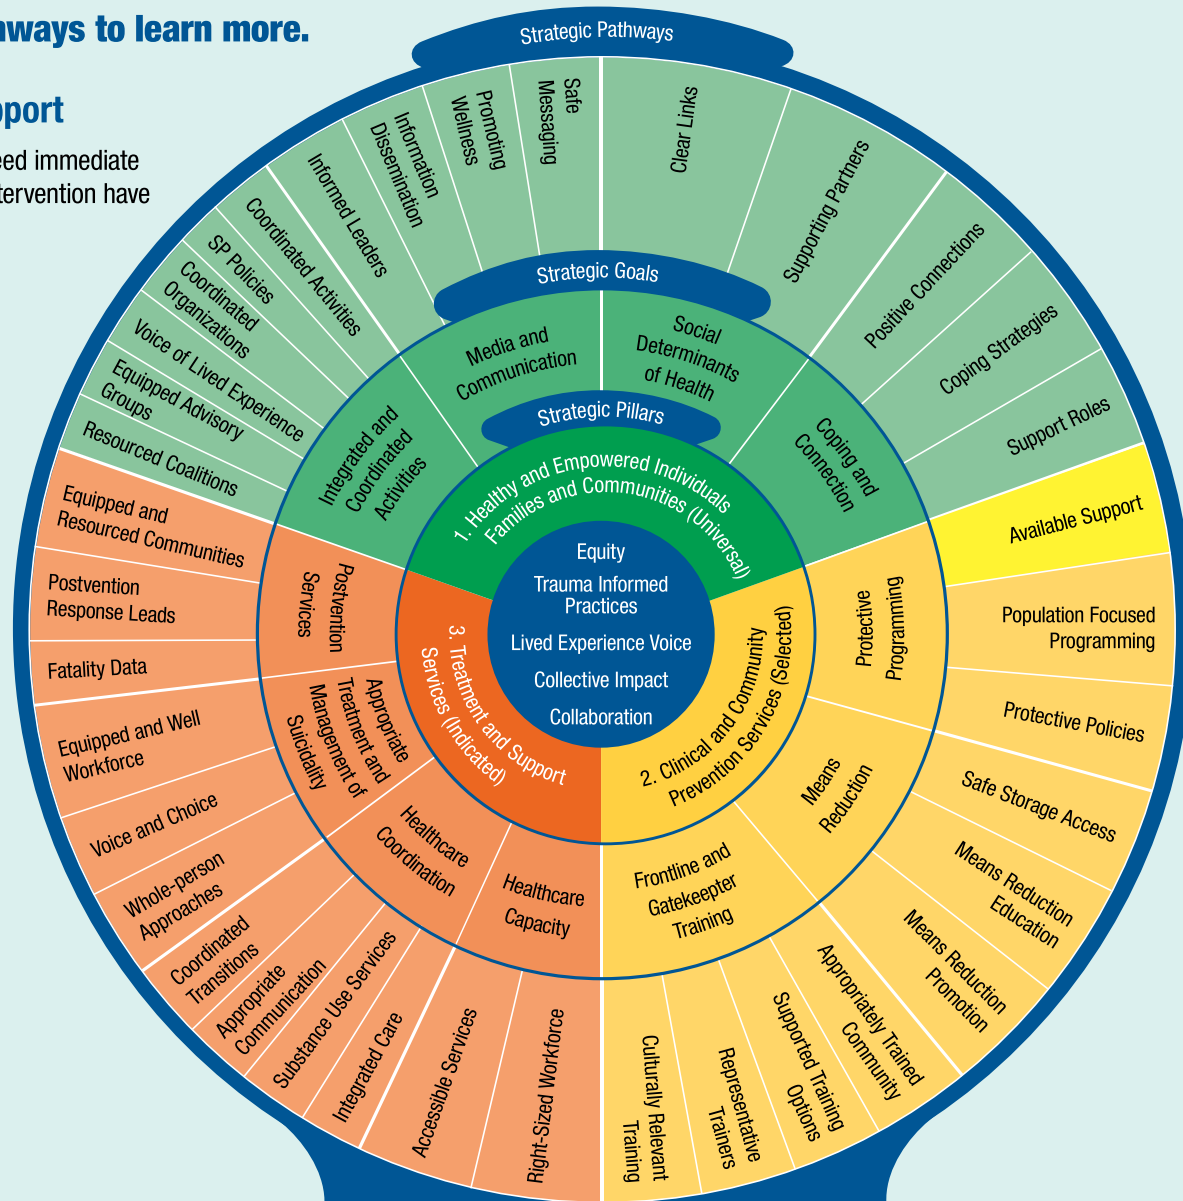 ways to learn more.
port
eed immediate
tervention have
Strategic Pathways
Safe
Messaging
Promoting
Wellness
Information
Dissemination
Informed Leaders
Coordinated Activities
SP Policies
Coordinated
Organizations
Voice of Lived Experience
Equipped Advisory
Groups
Resourced Coalitions
Clear Links
Supporting Partners
Positive Connections
Coping Strategies
Support Roles
Strategic Goals
Media and
Communication
Social
Determinants
of Health
Integrated and
Coordinated
Activities
Coping and
Connection
Strategic Pillars
1. Healthy and Empowered Individuals
Families and Communities (Universal)
Equity
Trauma Informed
Practices
Lived Experience Voice
Collective Impact
Collaboration
Available Support
Population Focused
Programming
Protective Policies
Safe Storage Access
Means Reduction
Education
Means Reduction
Promotion
Appropriately Trained
Community
Supported Training
Options
Representative
Trainers
Culturally Relevant
Training
Protective
Programming
Means
Reduction
Frontline and
Gatekeeper
Training
2. Clinical and Community
Prevention Services (Selected)
3. Treatment and Support
Services (Indicated)
Postvention
Services
Appropriate
Treatment and
Management of
Suicidality
Healthcare
Coordination
Healthcare
Capacity
Equipped and
Resourced Communities
Postvention
Response Leads
Fatality Data
Equipped and Well
Workforce
Voice and Choice
Whole-person
Approaches
Coordinated
Transitions
Appropriate
Communication
Substance Use Services
Integrated Care
Accessible Services
Right-Sized Workforce